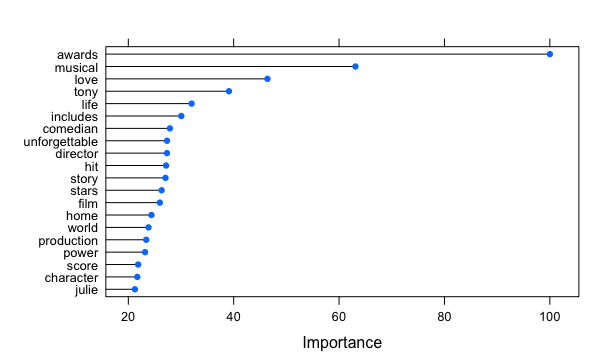 awards
musical
love
tony
life
includes
comedian
unforgettable
director
hit
story
stars
film
home
world
production
power
score
character
julie
20 40 60 80 100
Importance